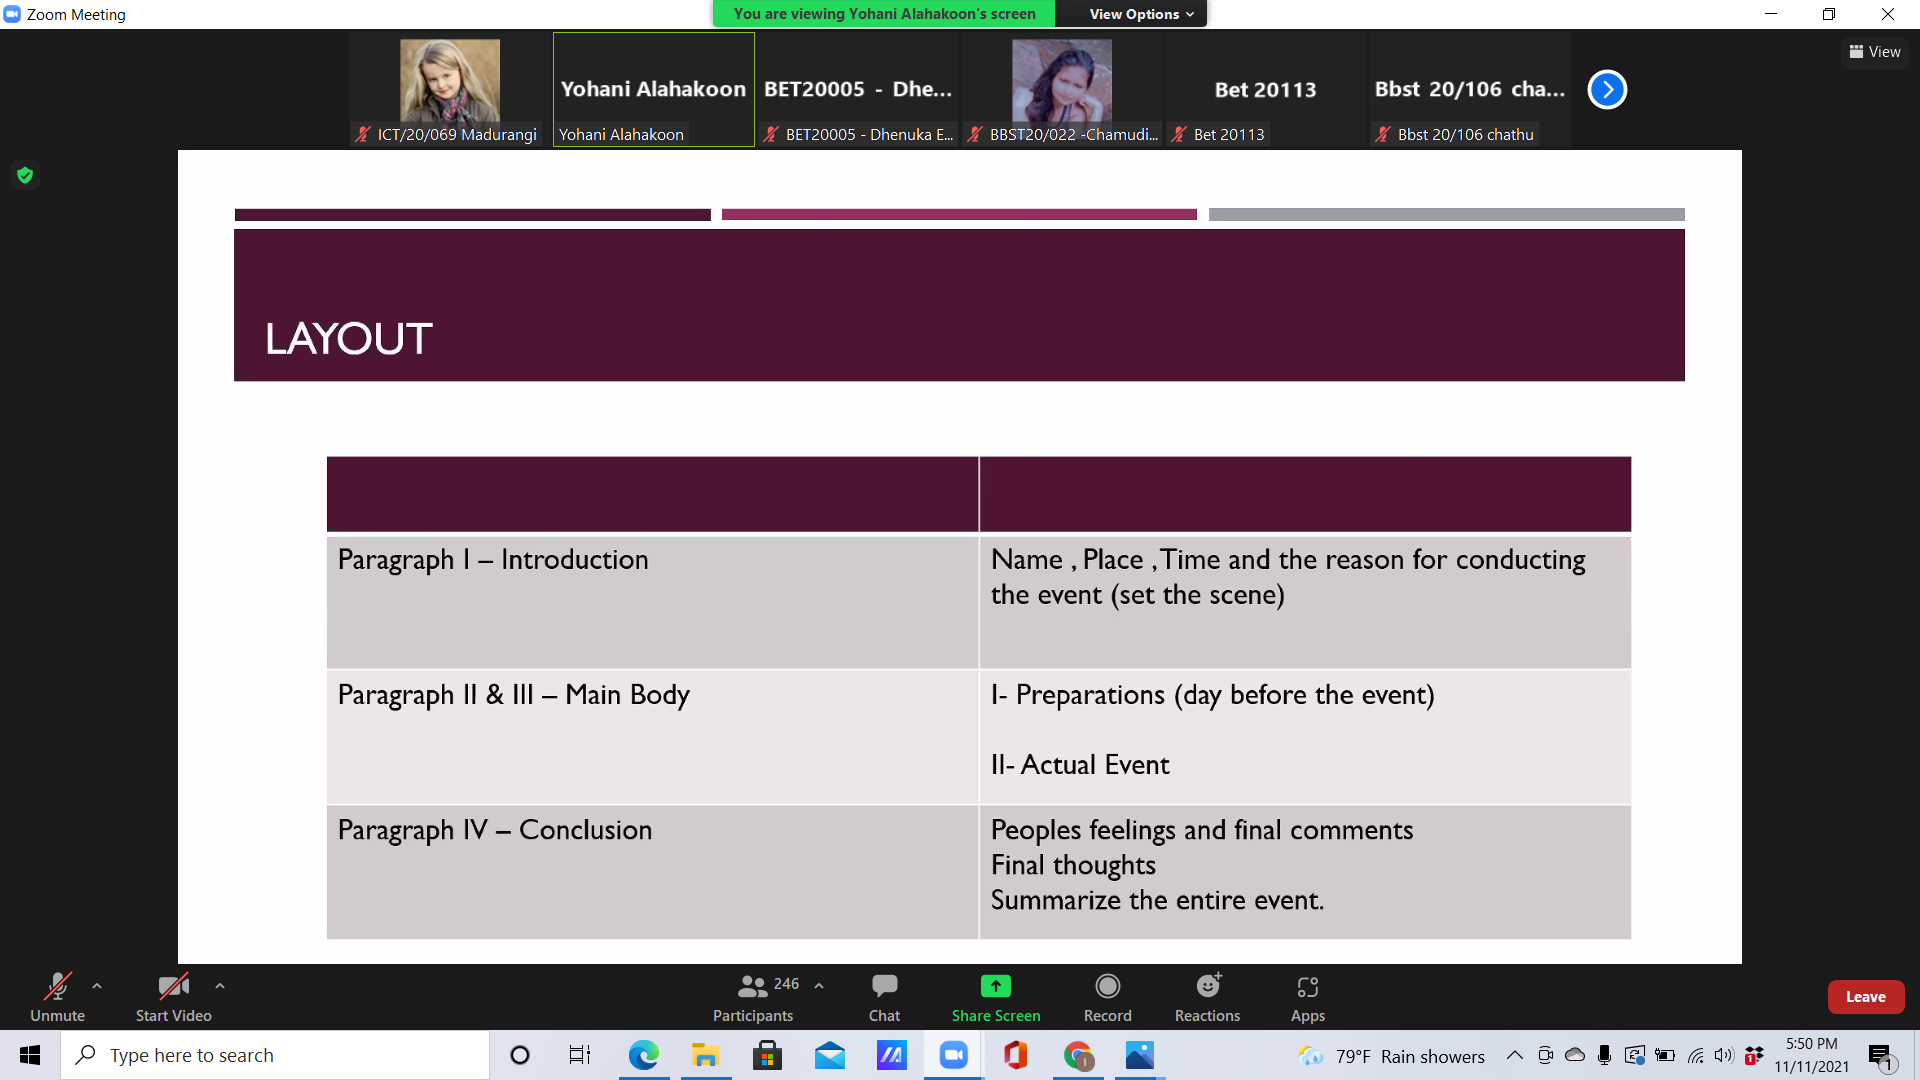 Zoom Meeting
You are viewing Yohani Alahakoon's screen
View Options
View
Yohani Alahakoon
BET20005 - Dhe...
Bet 20113
Bbst 20/106 cha...
ICT/20/069 Madurangi
Yohani Alahakoon
BET20005 - Dhenuka E...
BBST20/022 -Chamudi...
Bet 20113
Bbst 20/106 chathu
LAYOUT
Paragraph I – Introduction
Name , Place , Time and the reason for conducting
the event (set the scene)
Paragraph II & III – Main Body
I- Preparations (day before the event)
II- Actual Event
Paragraph IV – Conclusion
Peoples feelings and final comments
Final thoughts
Summarize the entire event.
Unmute
Start Video
246
Participants
Chat
Share Screen
Record
Reactions
Apps
Leave
Type here to search
79°F Rain showers
1
5:50 PM
11/11/2021
1